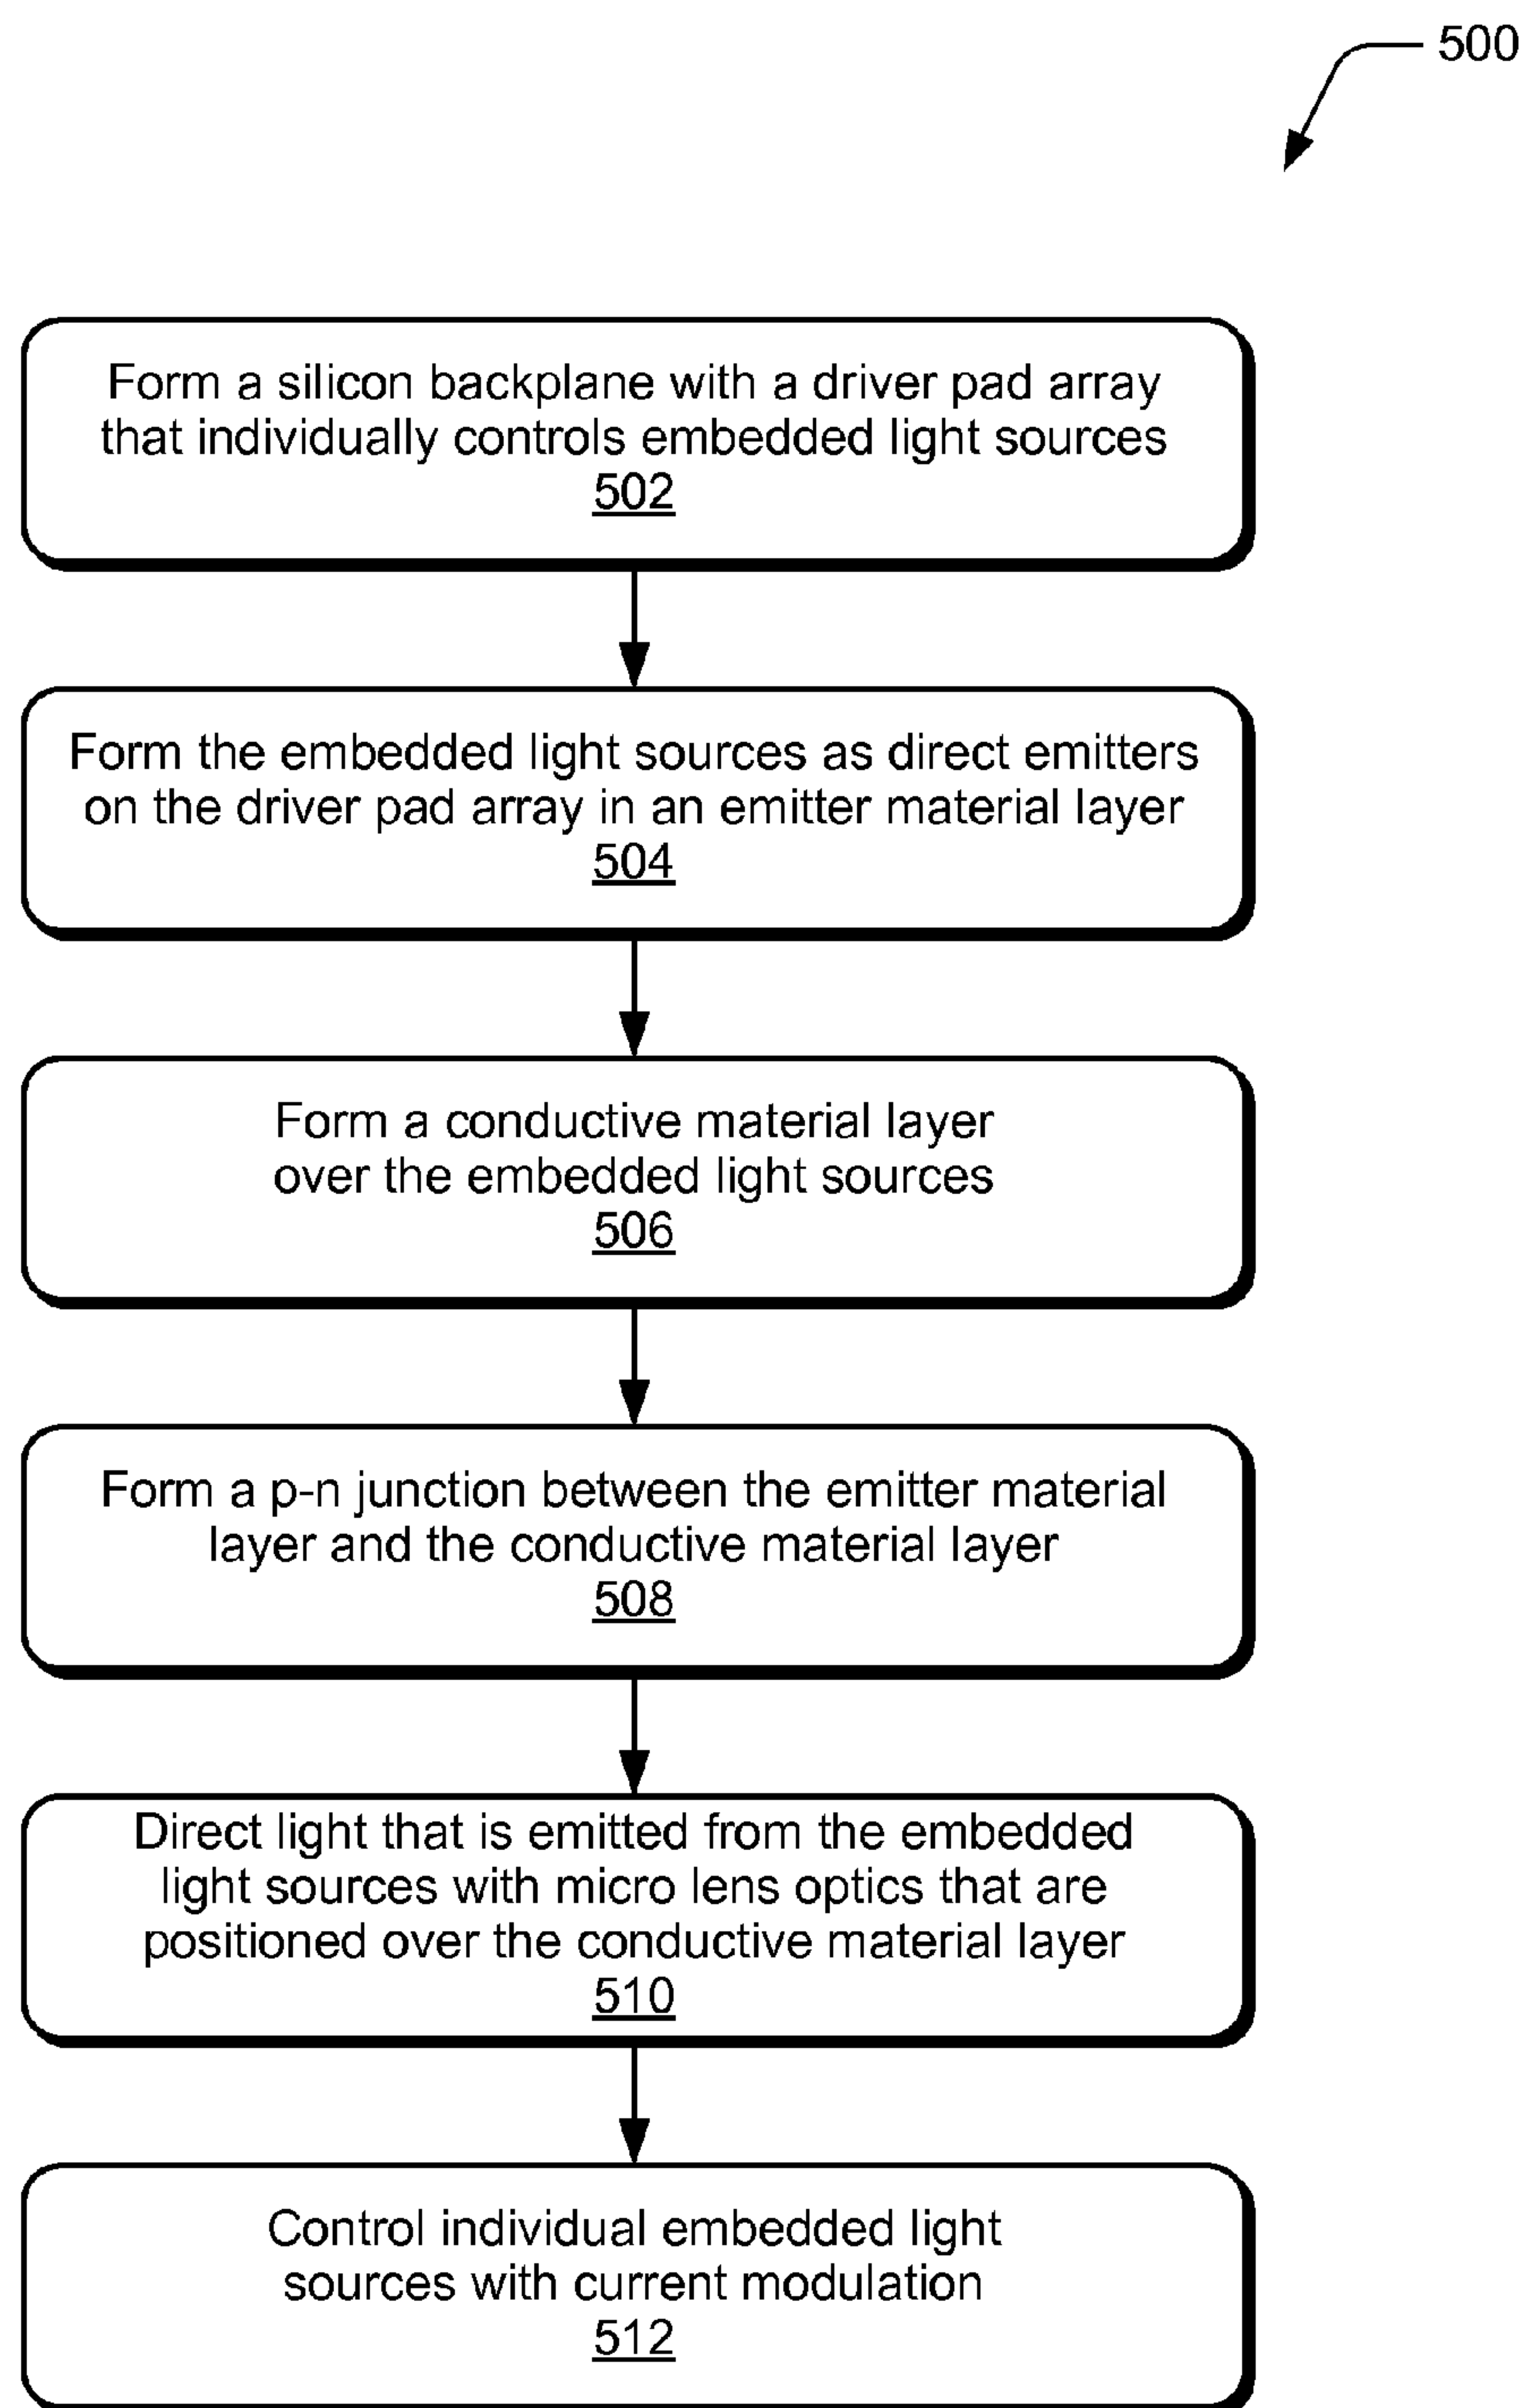 500
Form a silicon backplane with a driver pad array
that individually controls embedded light sources
502
Form the embedded light sources as direct emitters
on the driver pad array in an emitter material layer
504
Form a conductive material layer
over the embedded light sources
506
Form a p-n junction between the emitter material
layer and the conductive material layer
508
Direct light that is emitted from the embedded
light sources with micro lens optics that are
positioned over the conductive material layer
510
Control individual embedded light
sources with current modulation
512